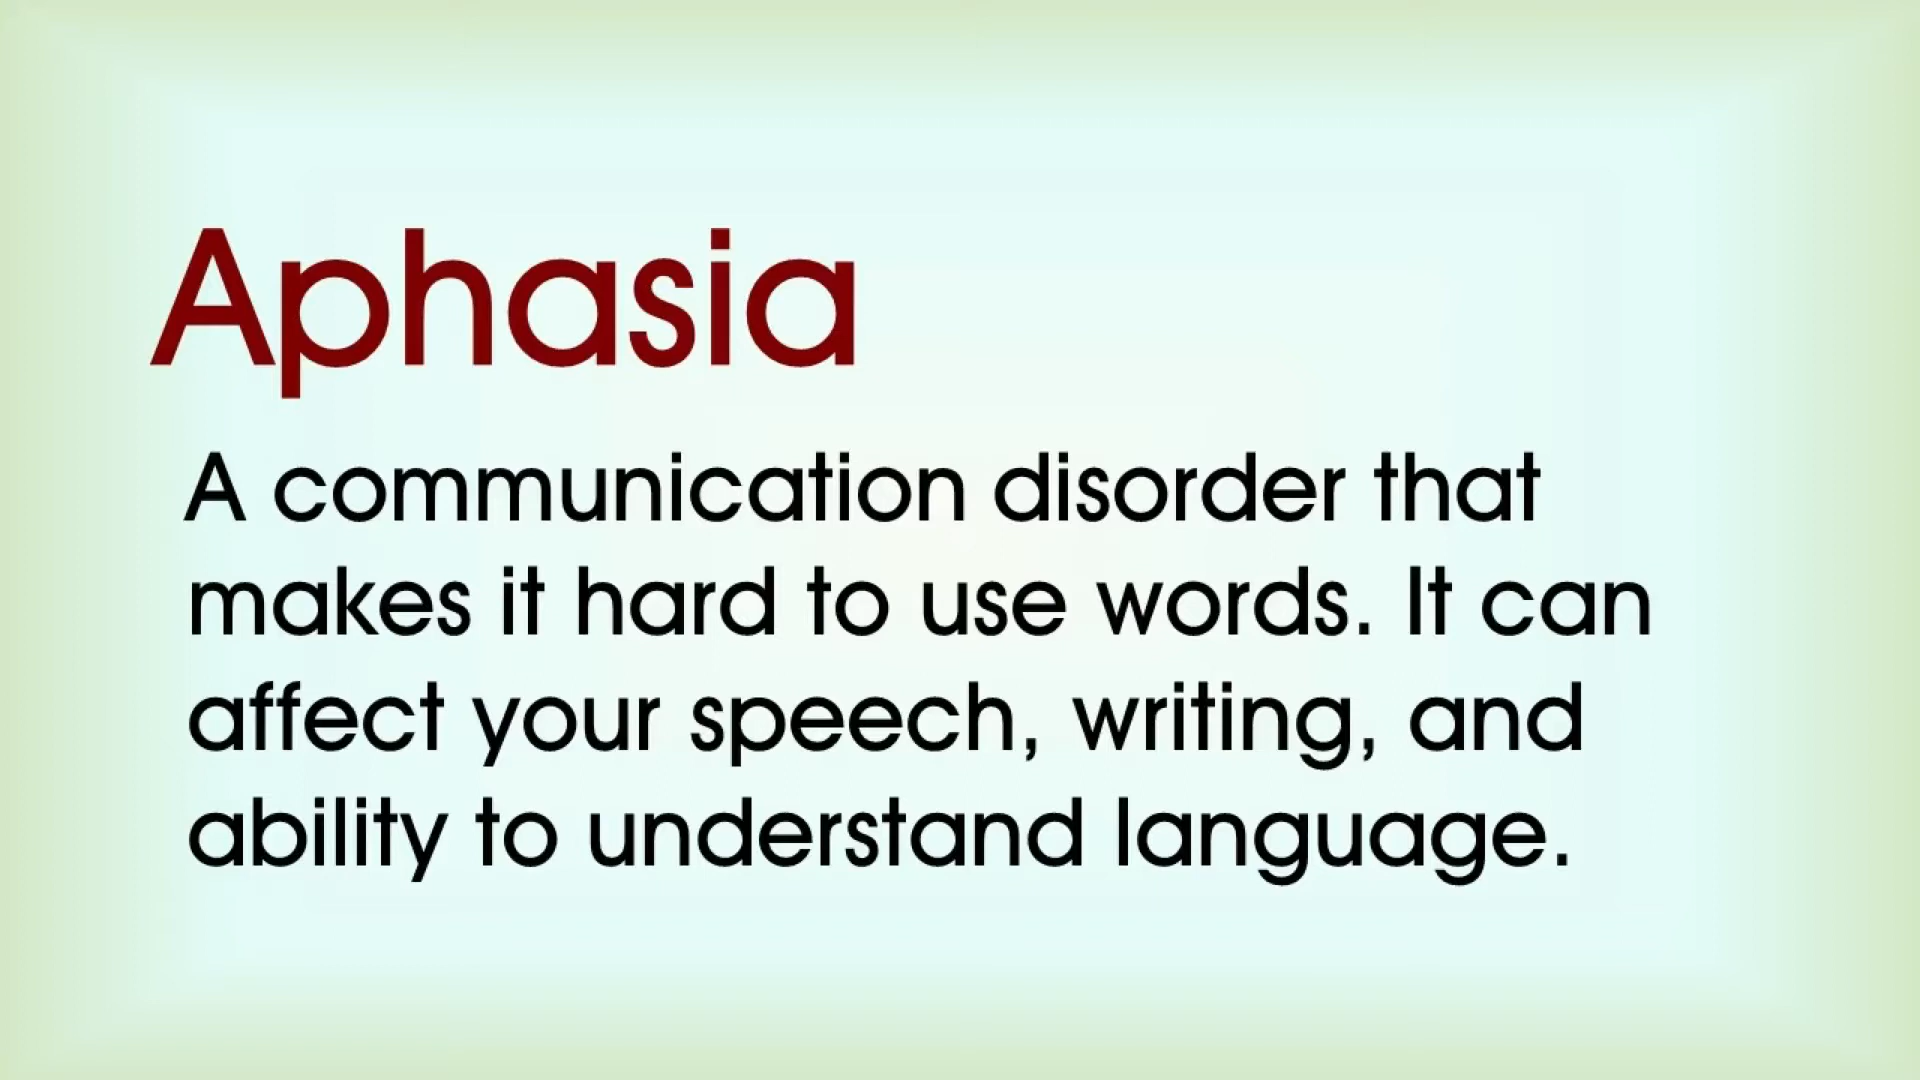 Aphasia
A communication disorder that
makes it hard to use words. It can
affect your speech, writing, and
ability to understand language.